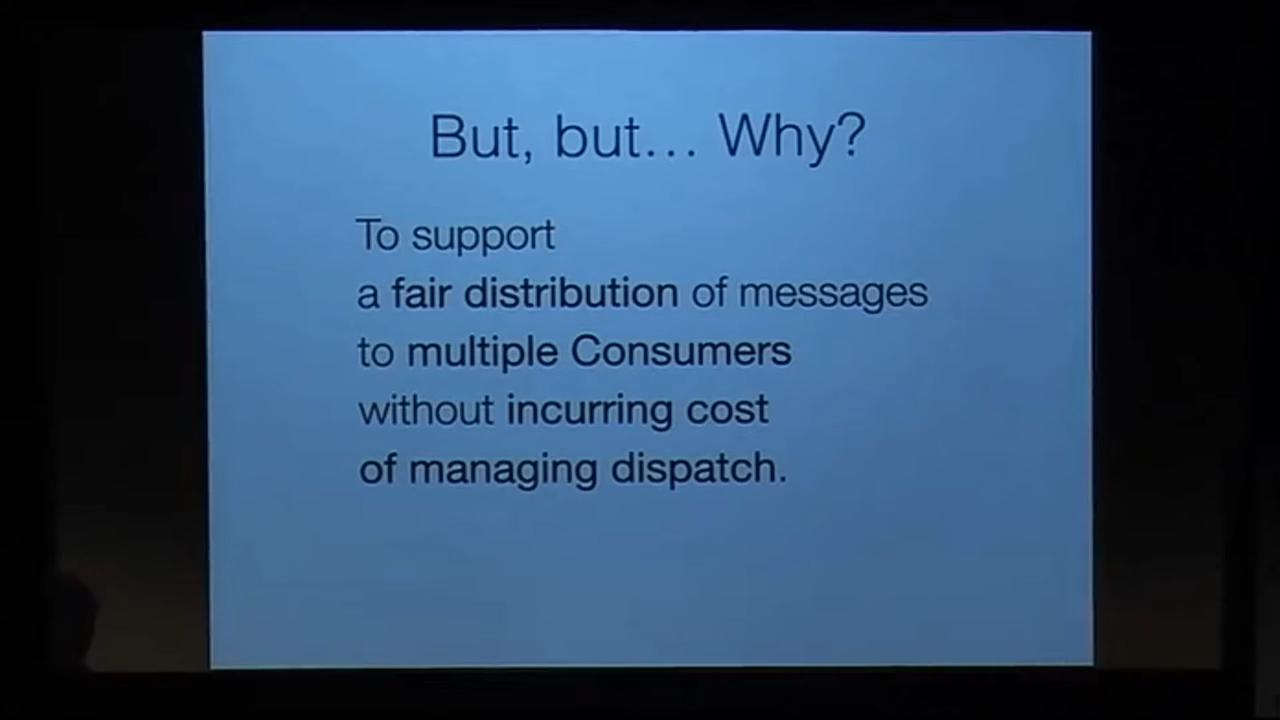 But, but… Why?
To support
a fair distribution of messages
to multiple Consumers
without incurring cost
of managing dispatch.